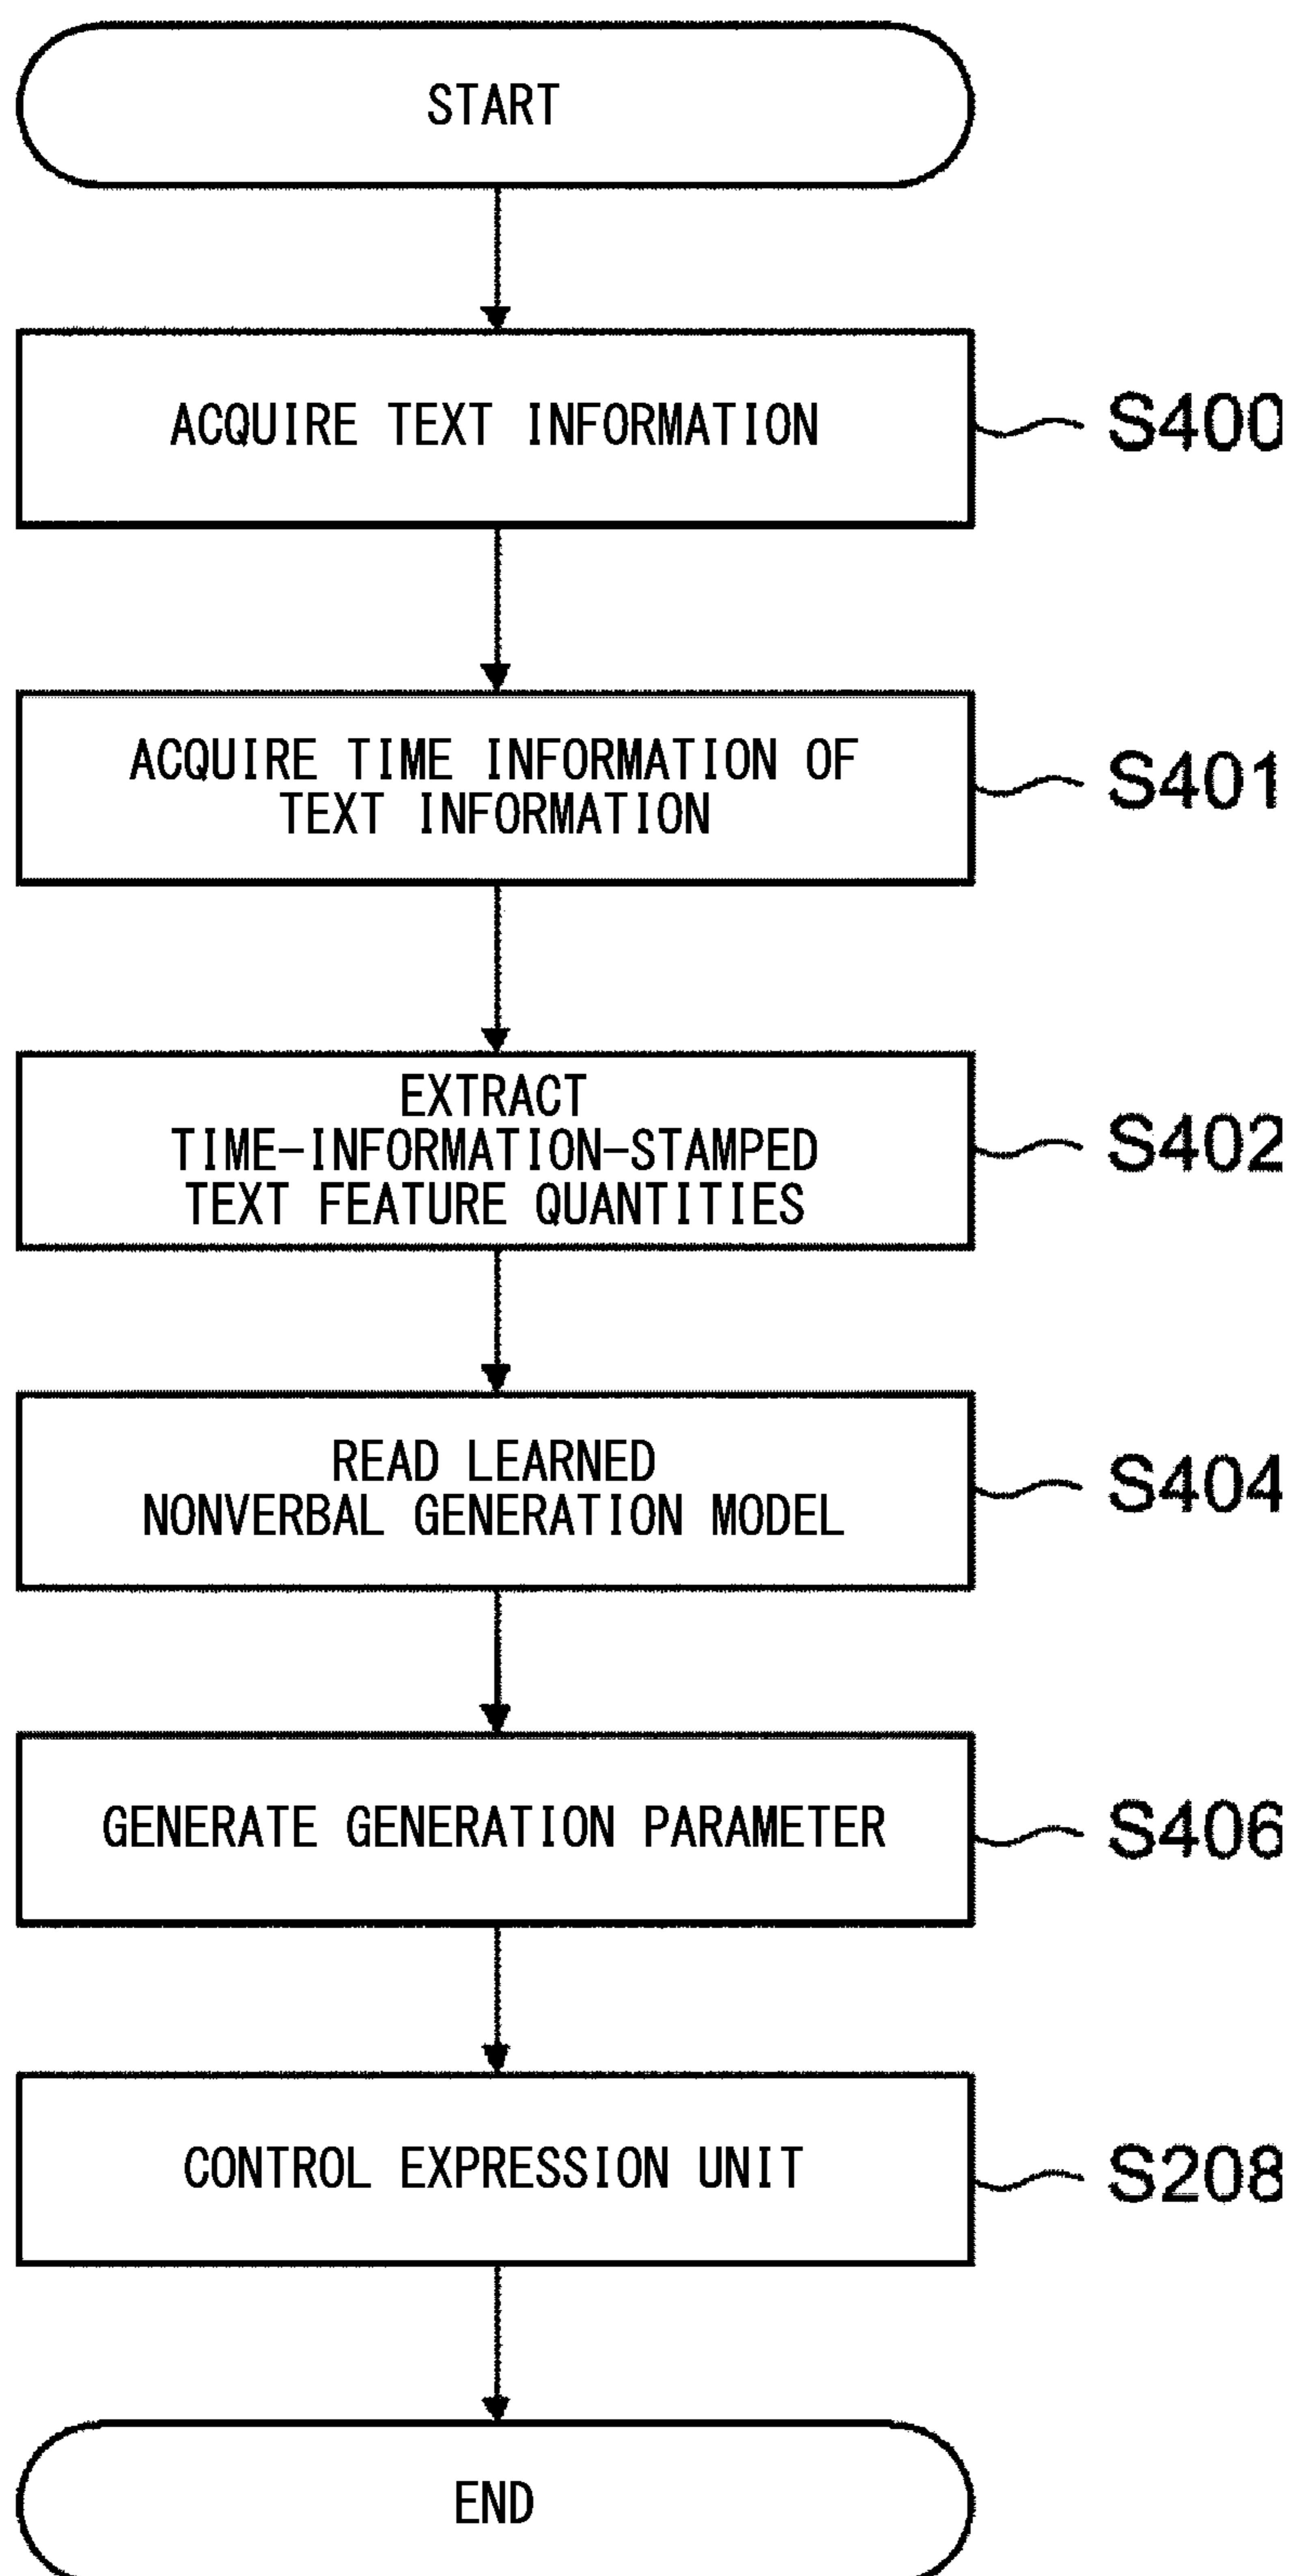 START
ACQUIRE TEXT INFORMATION
S400
ACQUIRE TIME INFORMATION OF
TEXT INFORMATION
S401
EXTRACT
TIME-INFORMATION-STAMPED
TEXT FEATURE QUANTITIES
S402
READ LEARNED
NONVERBAL GENERATION MODEL
S404
GENERATE GENERATION PARAMETER
S406
CONTROL EXPRESSION UNIT
S208
END